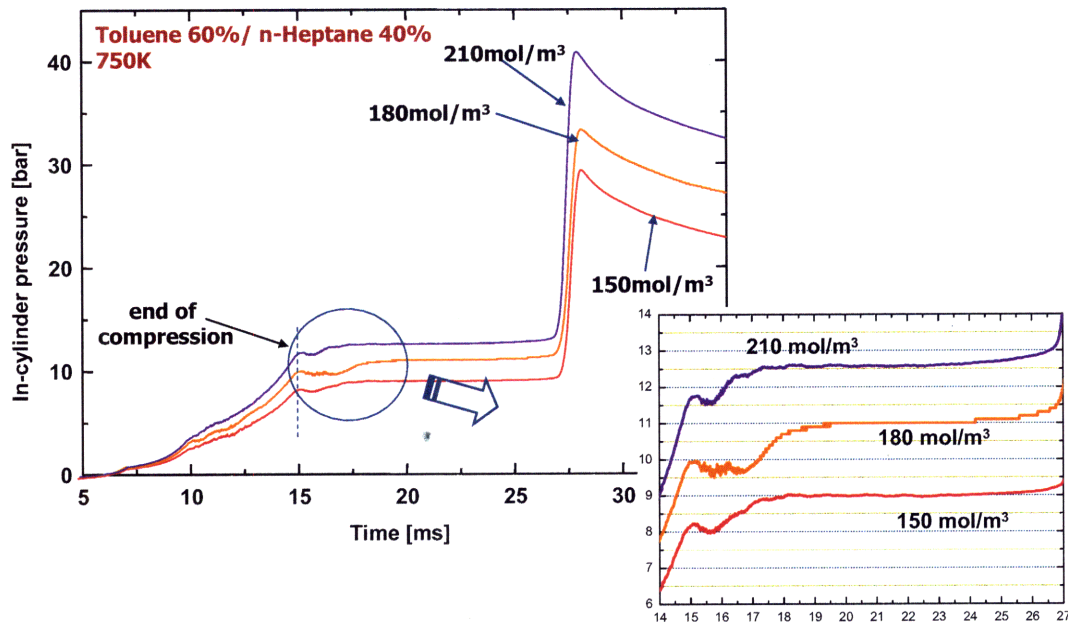 Toluene 60%/ n-Heptane 40%
750K
210mol/m³
180mol/m³
150mol/m³
end of
compression
In-cylinder pressure [bar]
40
30
20
10
0
5
10
15
20
25
30
Time [ms]
14
13
12
11
10
9
8
7
6
210 mol/m³
180 mol/m³
150 mol/m³
14
15
16
17
18
19
20
21
22
23
24
25
26
27